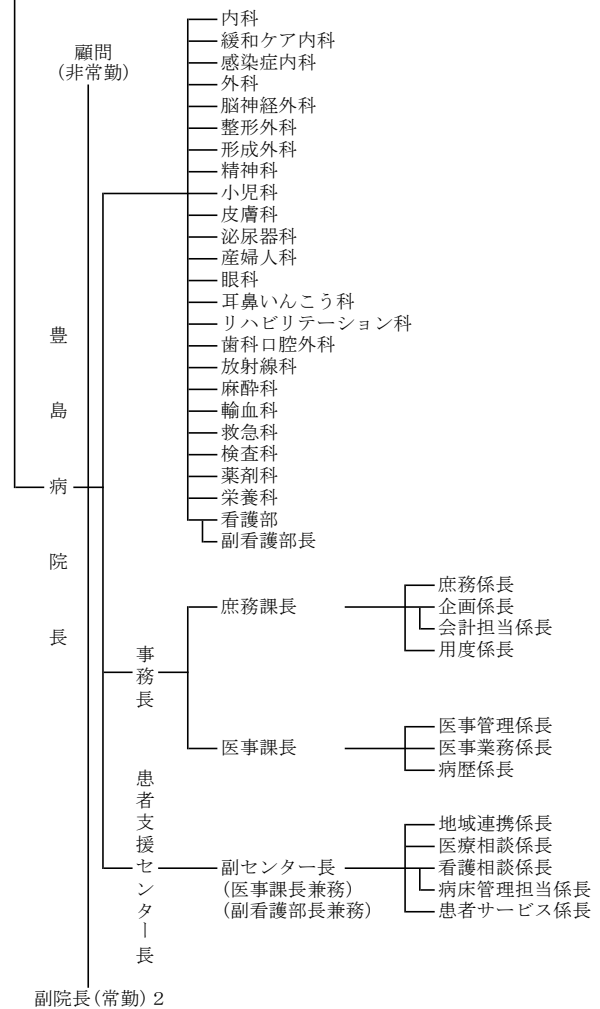 顧問
(非常勤)
豊島病院長
副院長(常勤) 2
内科
緩和ケア内科
感染症内科
外科
脳神経外科
整形外科
形成外科
精神科
小児科
皮膚科
泌尿器科
産婦人科
眼科
耳鼻いんこう科
リハビリテーション科
歯科口腔外科
放射線科
麻酔科
輸血科
救急科
検査科
薬剤科
栄養科
看護部
副看護部長
事務長
庶務課長
庶務係長
企画係長
会計担当係長
用度係長
医事課長
医事管理係長
医事業務係長
病歴係長
患者支援センター長
副センター長
(医事課長兼務)
(副看護部長兼務)
地域連携係長
医療相談係長
看護相談係長
病床管理担当係長
患者サービス係長